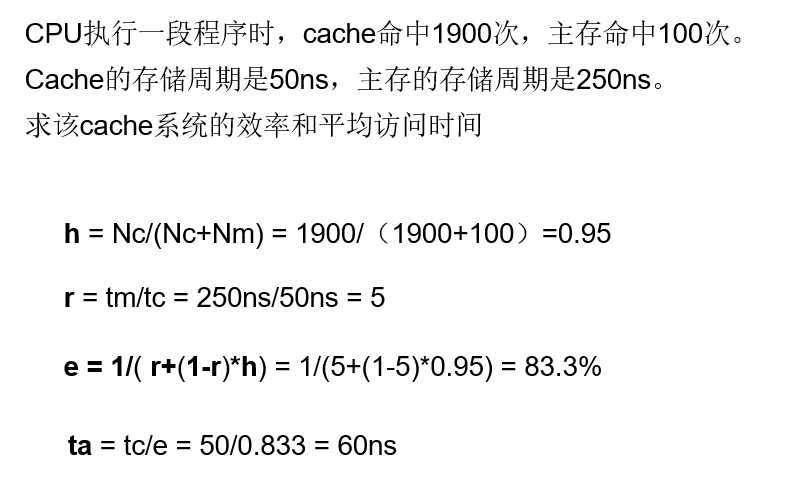 CPU执行一段程序时，cache命中1900次，主存命中100次。
Cache的存储周期是50ns，主存的存储周期是250ns。
求该cache系统的效率和平均访问时间
h = Nc/(Nc+Nm) = 1900/（1900+100）=0.95
r = tm/tc = 250ns/50ns = 5
e = 1/( r+(1-r)*h) = 1/(5+(1-5)*0.95) = 83.3%
ta = tc/e = 50/0.833 = 60ns